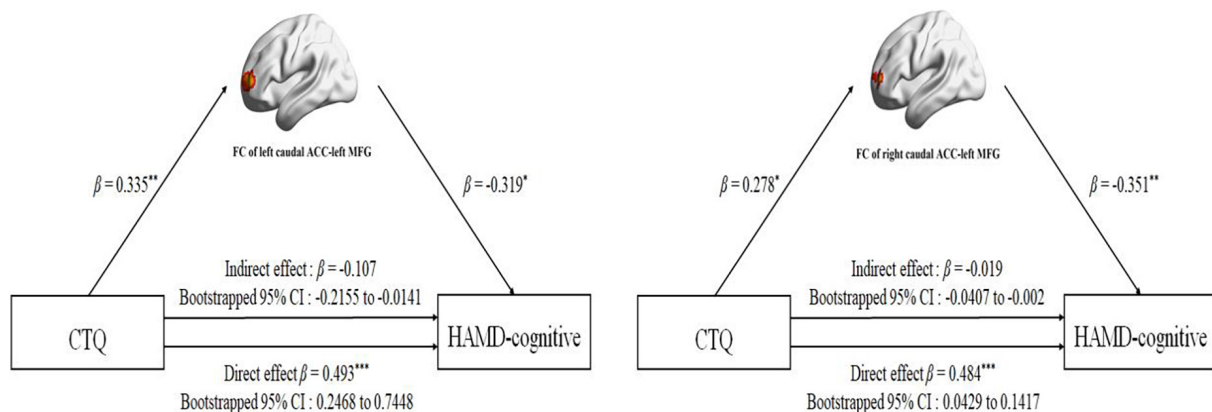 FC of left caudal ACC-left MFG
β = 0.335**
β = -0.319*
Indirect effect : β = -0.107
Bootstrapped 95% CI : -0.2155 to -0.0141
CTQ
HAMD-cognitive
Direct effect β = 0.493***
Bootstrapped 95% CI : 0.2468 to 0.7448
FC of right caudal ACC-left MFG
β = 0.278*
β = -0.351**
Indirect effect : β = -0.019
Bootstrapped 95% CI : -0.0407 to -0.002
CTQ
HAMD-cognitive
Direct effect β = 0.484***
Bootstrapped 95% CI : 0.0429 to 0.1417